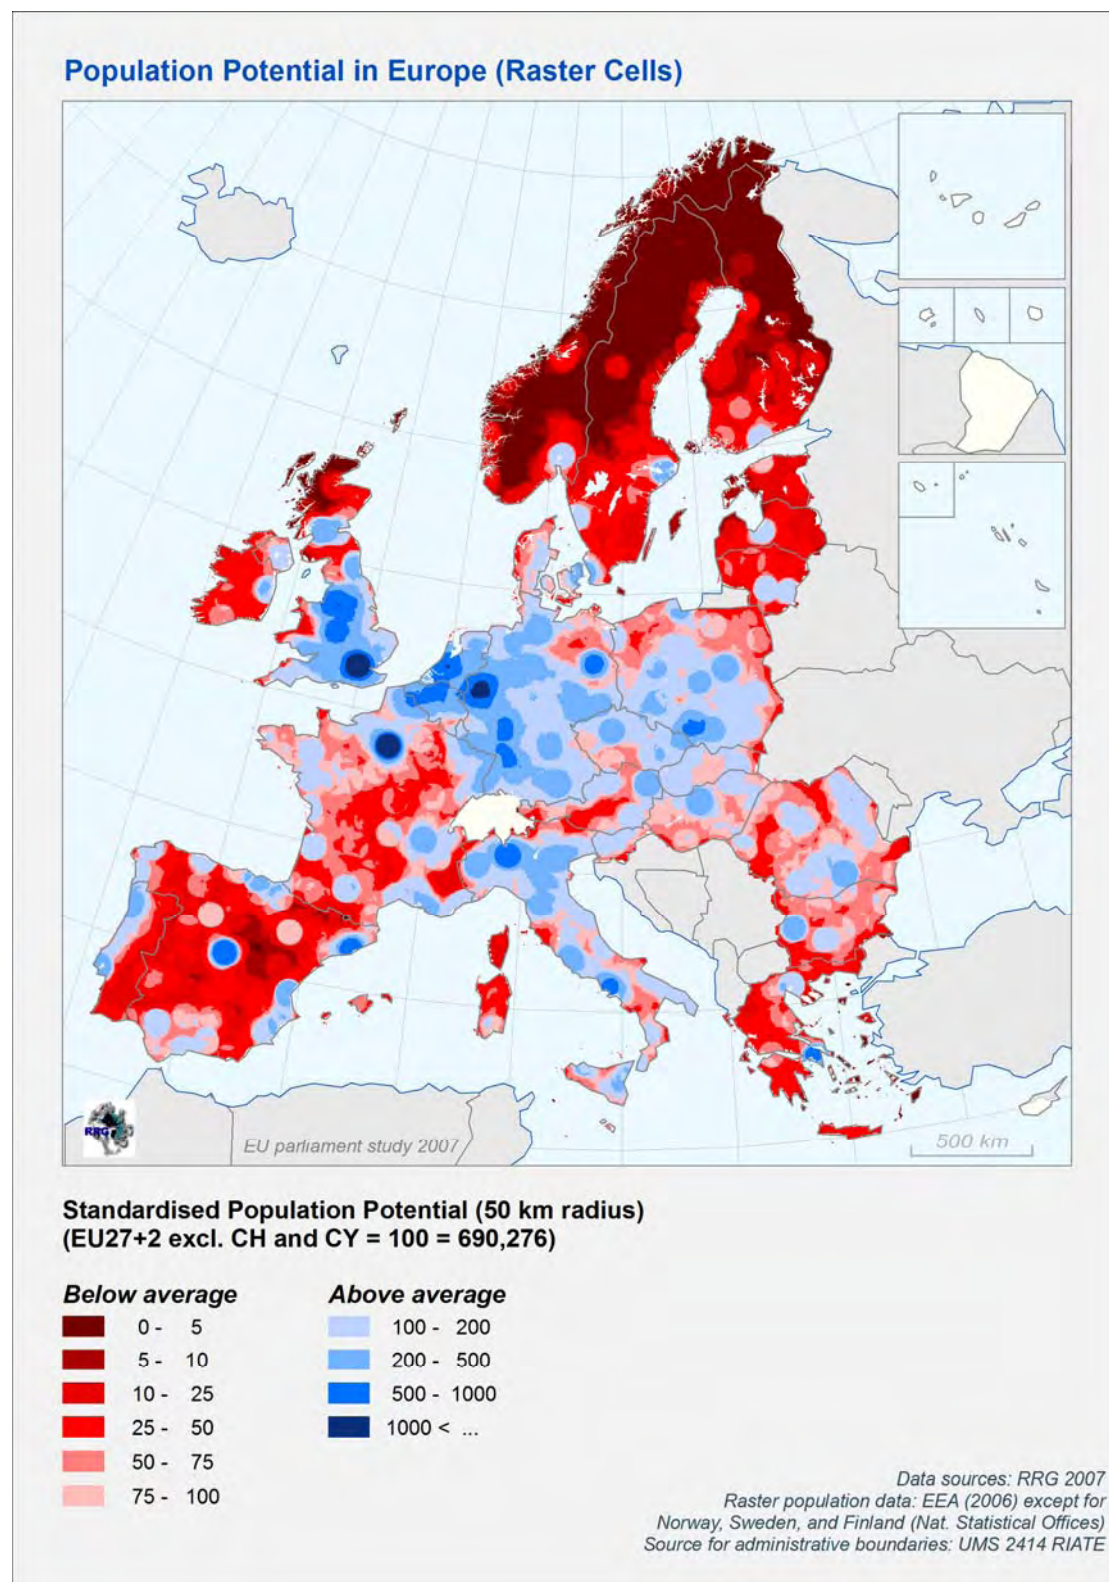 Population Potential in Europe (Raster Cells)
RRG
EU parliament study 2007
500 km
Standardised Population Potential (50 km radius)
(EU27+2 excl. CH and CY = 100 = 690,276)
Below average
0 - 5
5 - 10
10 - 25
25 - 50
50 - 75
75 - 100
Above average
100 - 200
200 - 500
500 - 1000
1000 < ...
Data sources: RRG 2007
Raster population data: EEA (2006) except for
Norway, Sweden, and Finland (Nat. Statistical Offices)
Source for administrative boundaries: UMS 2414 RIATE